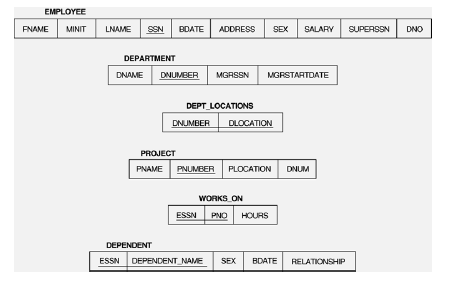 EMPLOYEE
FNAME MINIT LNAME SSN BDATE ADDRESS SEX SALARY SUPERSSN DNO
DEPARTMENT
DNAME DNUMBER MGRSSN MGRSTARTDATE
DEPT_LOCATIONS
DNUMBER DLOCATION
PROJECT
PNAME PNUMBER PLOCATION DNUM
WORKS_ON
ESSN PNO HOURS
DEPENDENT
ESSN DEPENDENT_NAME SEX BDATE RELATIONSHIP